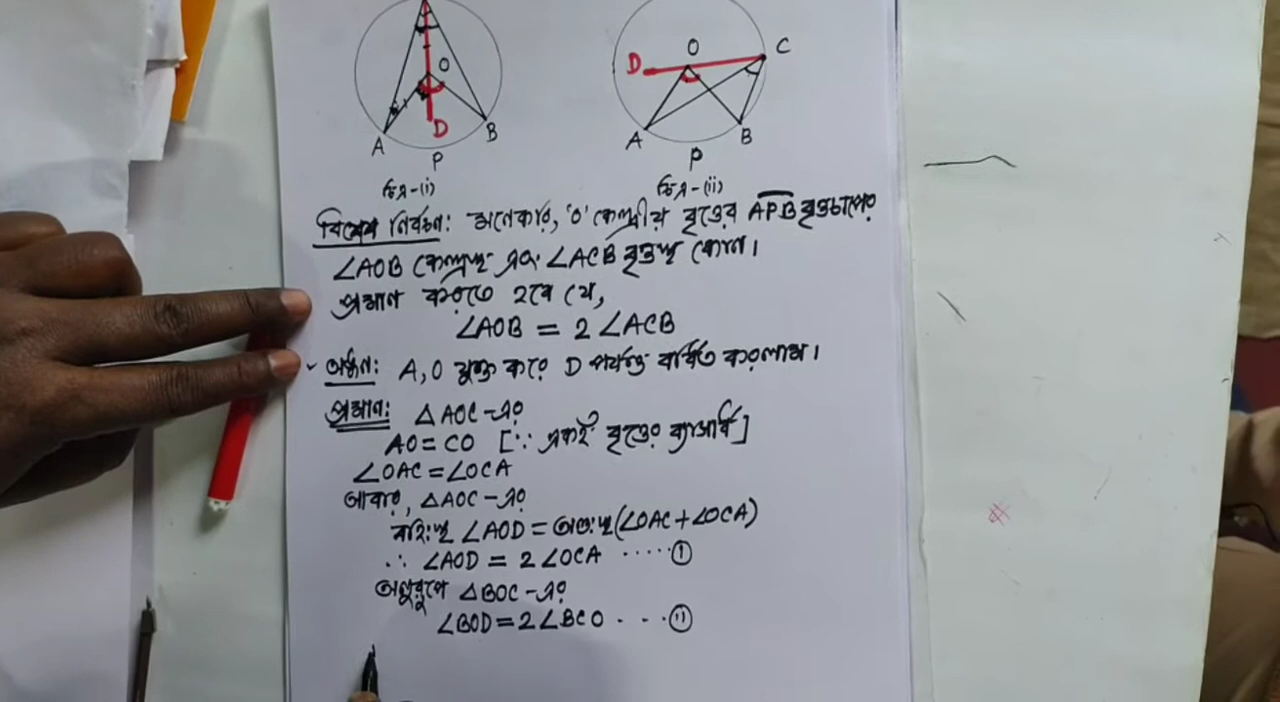 O
D
A
B
P
চিত্র-(i)
D
O
C
A
B
P
চিত্র-(ii)
বিশেষ নির্বচন: মনেকরি, 'O' কেন্দ্রীয় বৃত্তের APB বৃত্তচাপের
∠AOB কেন্দ্রস্থ এবং ∠ACB বৃত্তস্থ কোন।
প্রমান করতে হবে যে,
∠AOB = 2 ∠ACB
অঙ্কন: A, O যুক্ত করে D পর্যন্ত বর্ধিত করলাম।
প্রমান: △AOC-এর
AO = CO [∵ একই বৃত্তের ব্যাসার্ধ]
∠OAC = ∠OCA
আবার, △AOC-এর
বহিঃস্থ ∠AOD = অন্তঃস্থ (∠OAC + ∠OCA)
∴ ∠AOD = 2 ∠OCA ····· ①
অনুরূপে △BOC-এর
∠BOD = 2 ∠BCO - - - ⑪